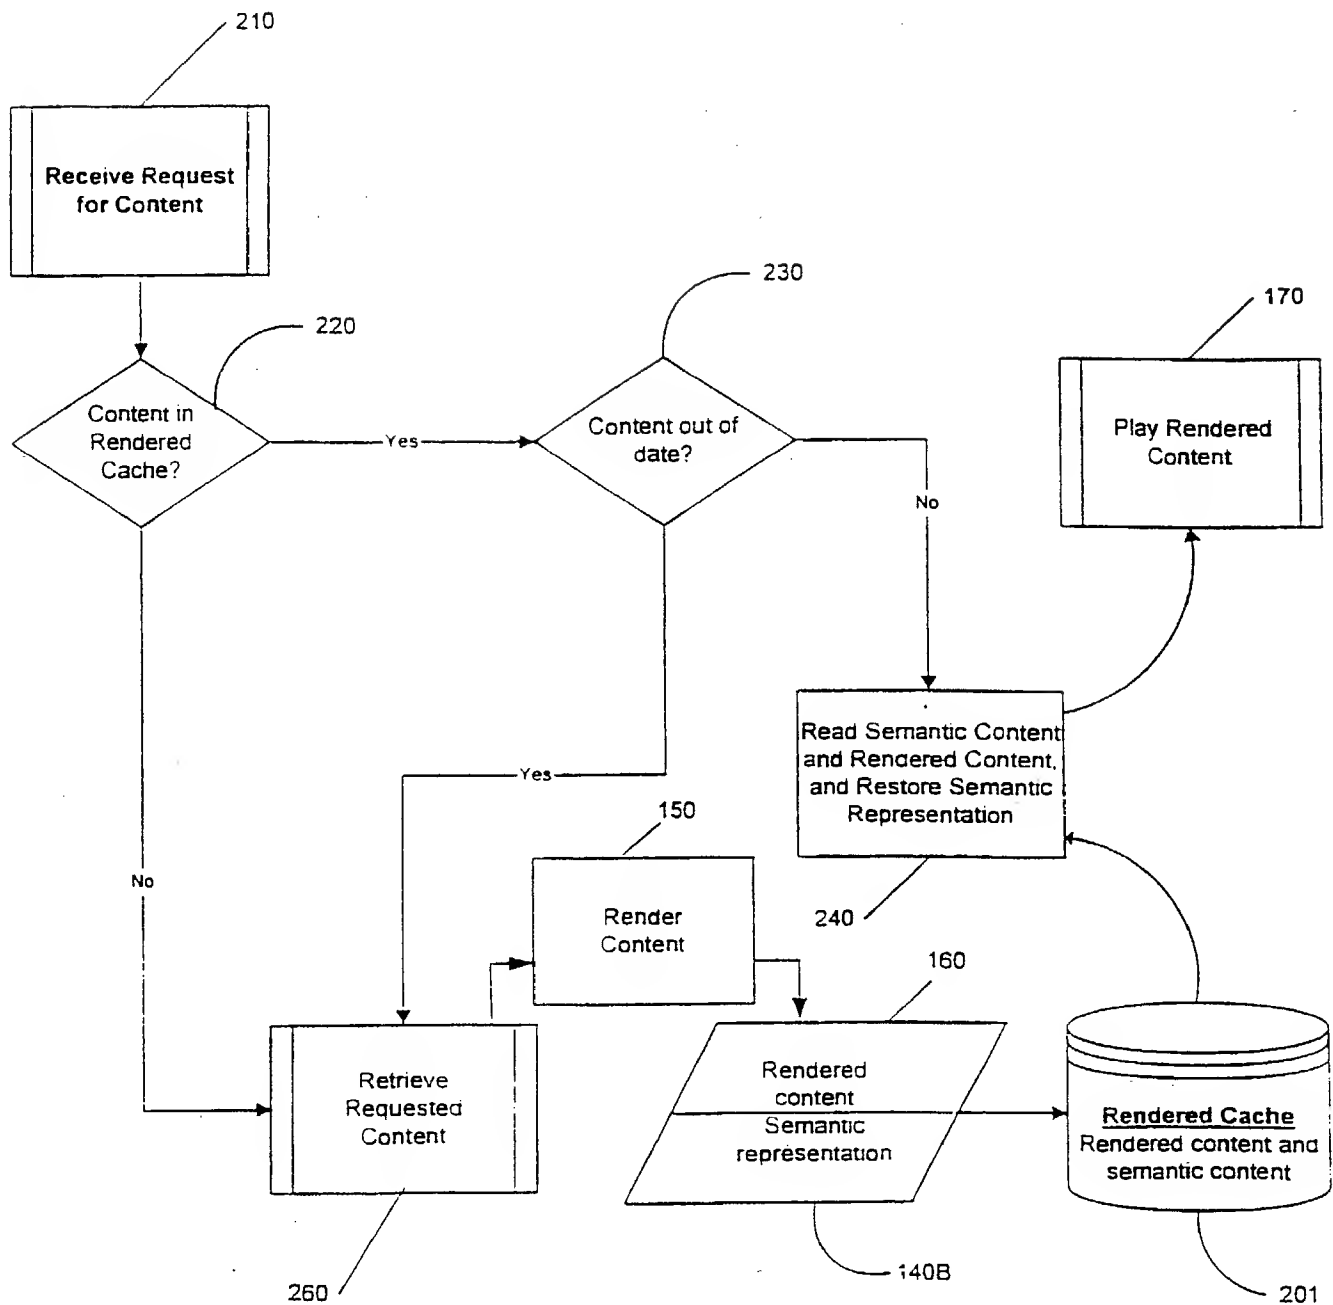 210
Receive Request
for Content
220
230
170
Content in
Rendered
Cache?
Yes
Content out of
date?
No
Play Rendered
Content
Read Semantic Content
and Rendered Content,
and Restore Semantic
Representation
Yes
150
No
Render
Content
240
160
Retrieve
Requested
Content
Rendered
content
Semantic
representation
Rendered Cache
Rendered content and
semantic content
260
140B
201